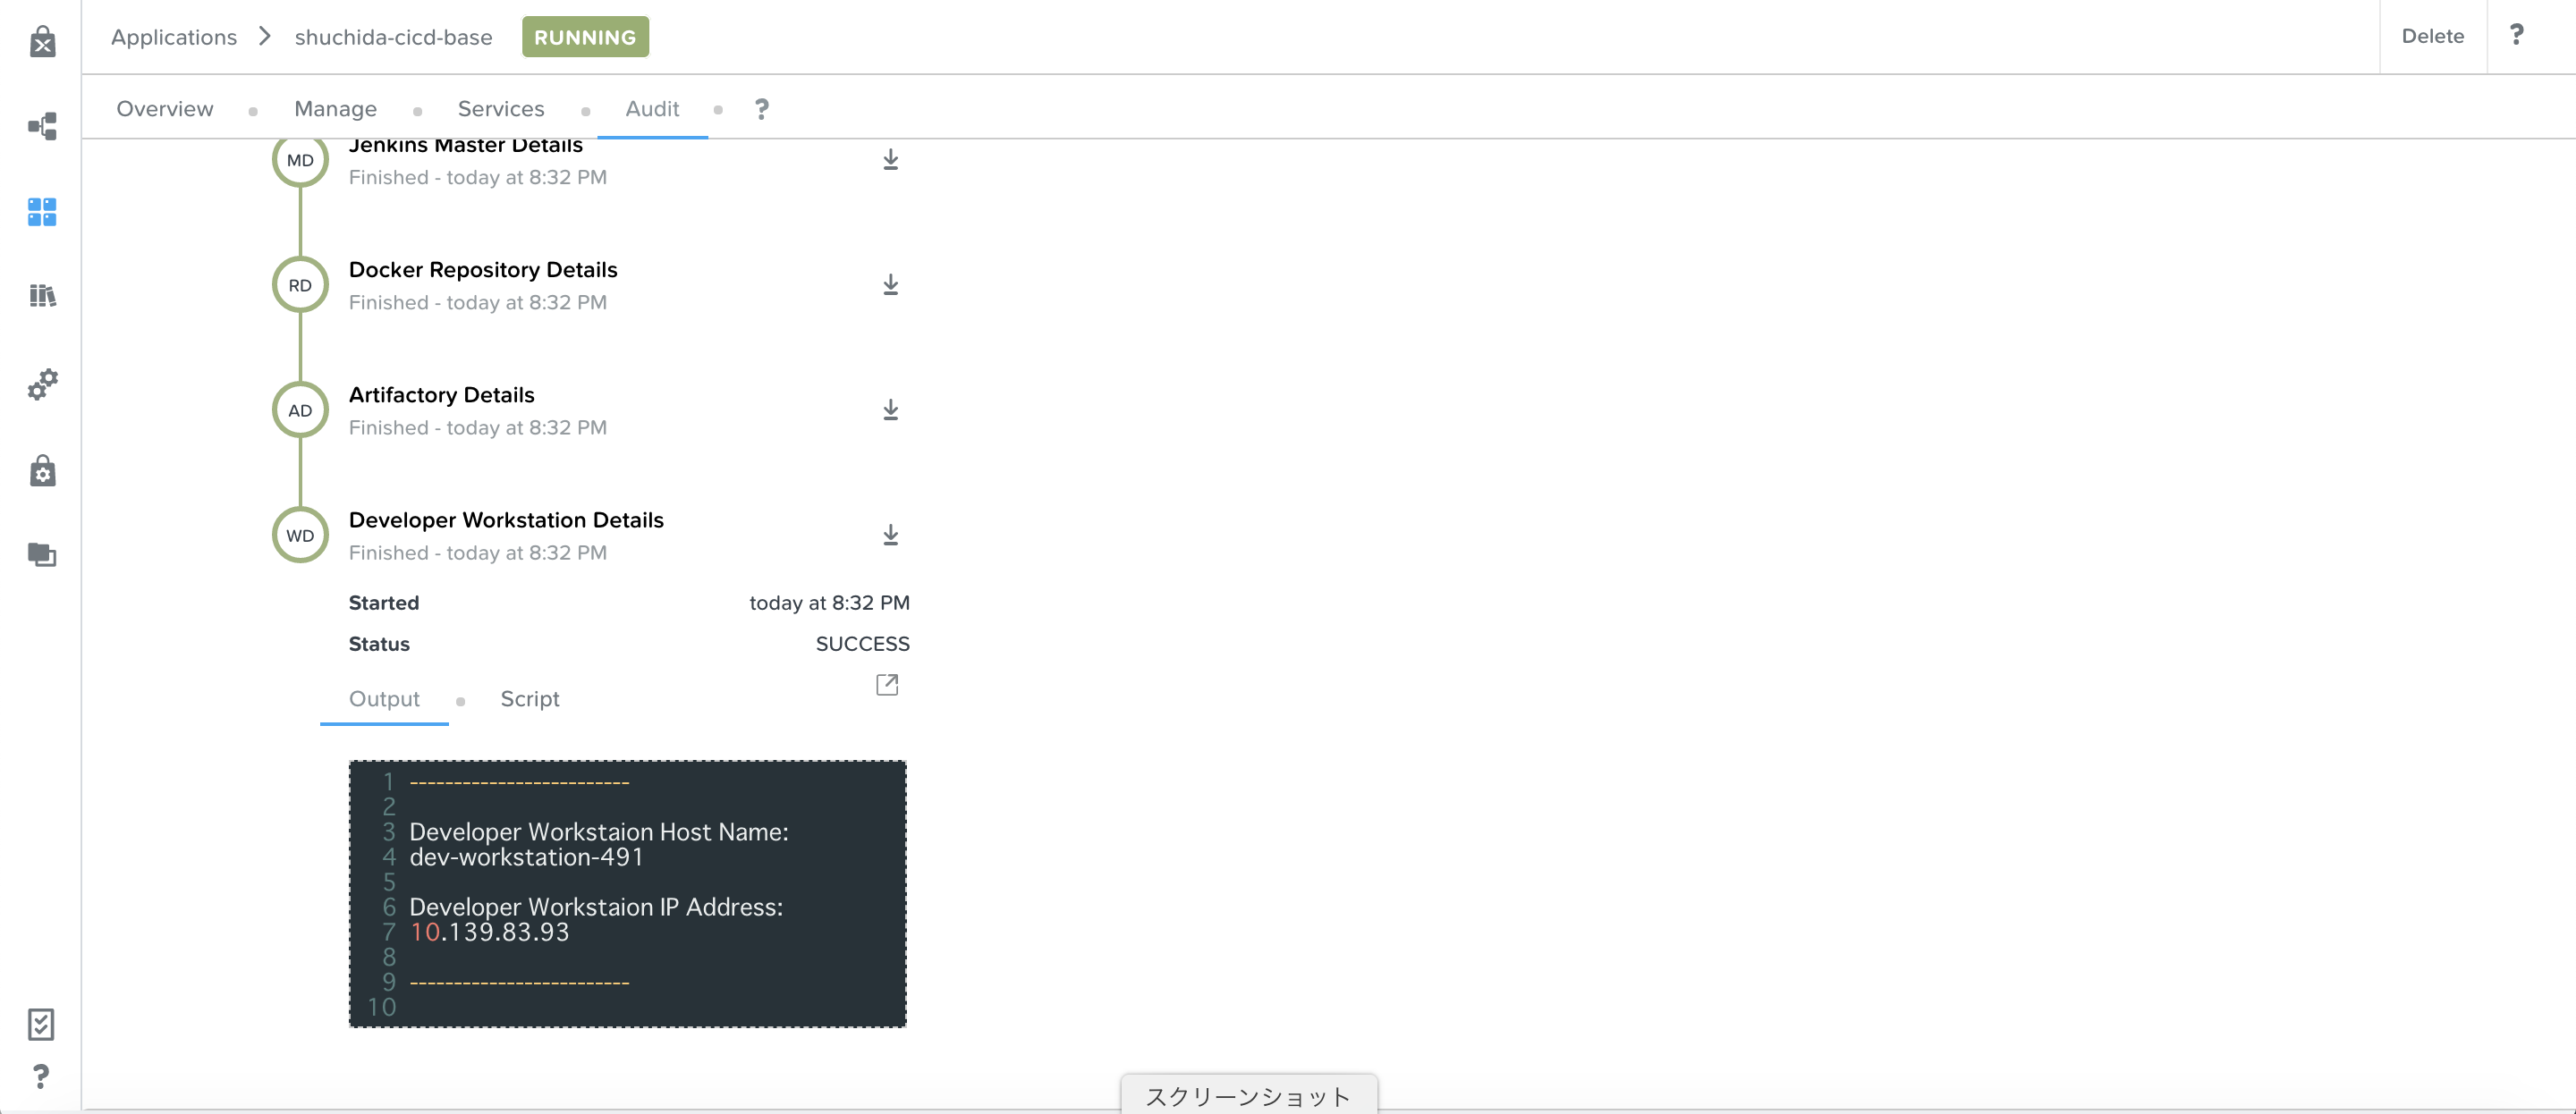 Applications > shuchida-cicd-base RUNNING Delete ?
Overview Manage Services Audit ?
MD Jenkins Master Details
Finished - today at 8:32 PM
RD Docker Repository Details
Finished - today at 8:32 PM
AD Artifactory Details
Finished - today at 8:32 PM
WD Developer Workstation Details
Finished - today at 8:32 PM
Started today at 8:32 PM
Status SUCCESS
Output Script
1 -------------------------
2
3 Developer Workstaion Host Name:
4 dev-workstation-491
5
6 Developer Workstaion IP Address:
7 10.139.83.93
8
9 -------------------------
10
?
スクリーンショット